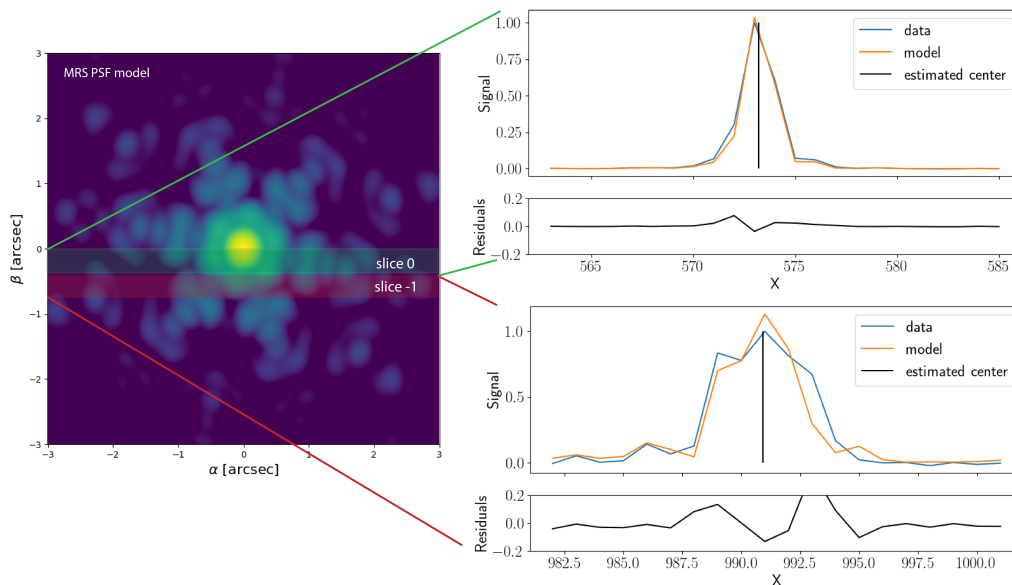 MRS PSF model
3
2
1
0
−1
−2
−3
β [arcsec]
slice 0
slice -1
−3 −2 −1 0 1 2 3
α [arcsec]
1.00
0.75
0.50
0.25
0.00
Signal
data
model
estimated center
0.2
0.0
−0.2
Residuals
565 570 575 580 585
X
1.0
0.5
0.0
Signal
data
model
estimated center
0.2
0.0
−0.2
Residuals
982.5 985.0 987.5 990.0 992.5 995.0 997.5 1000.0
X